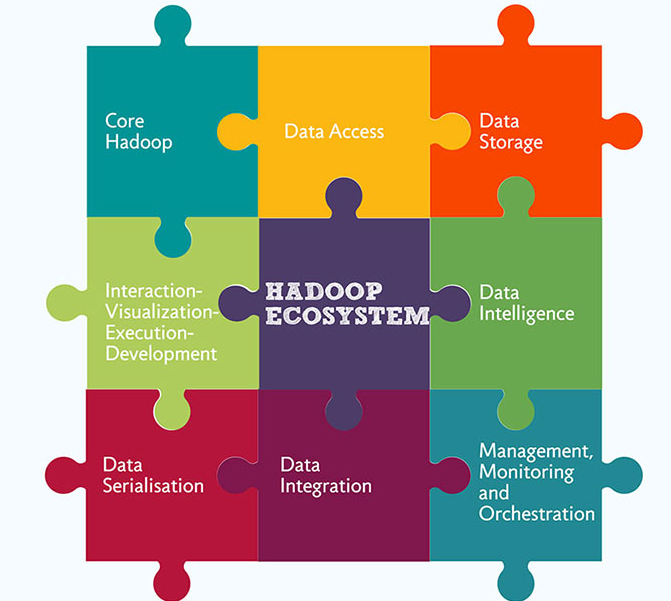 Core
Hadoop
Data Access
Data
Storage
Interaction-
Visualization-
Execution-
Development
HADOOP
ECOSYSTEM
Data
Intelligence
Data
Serialisation
Data
Integration
Management,
Monitoring
and
Orchestration